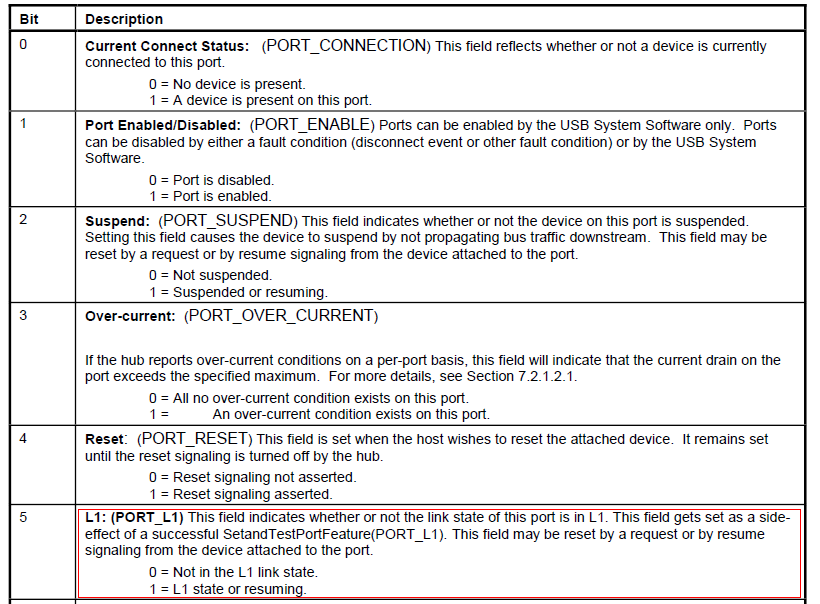 Bit Description
0 Current Connect Status: (PORT_CONNECTION) This field reflects whether or not a device is currently
connected to this port.
0 = No device is present.
1 = A device is present on this port.
1 Port Enabled/Disabled: (PORT_ENABLE) Ports can be enabled by the USB System Software only. Ports
can be disabled by either a fault condition (disconnect event or other fault condition) or by the USB System
Software.
0 = Port is disabled.
1 = Port is enabled.
2 Suspend: (PORT_SUSPEND) This field indicates whether or not the device on this port is suspended.
Setting this field causes the device to suspend by not propagating bus traffic downstream. This field may be
reset by a request or by resume signaling from the device attached to the port.
0 = Not suspended.
1 = Suspended or resuming.
3 Over-current: (PORT_OVER_CURRENT)
If the hub reports over-current conditions on a per-port basis, this field will indicate that the current drain on the
port exceeds the specified maximum. For more details, see Section 7.2.1.2.1.
0 = All no over-current condition exists on this port.
1 = An over-current condition exists on this port.
4 Reset: (PORT_RESET) This field is set when the host wishes to reset the attached device. It remains set
until the reset signaling is turned off by the hub.
0 = Reset signaling not asserted.
1 = Reset signaling asserted.
5 L1: (PORT_L1) This field indicates whether or not the link state of this port is in L1. This field gets set as a side-
effect of a successful SetandTestPortFeature(PORT_L1). This field may be reset by a request or by resume
signaling from the device attached to the port.
0 = Not in the L1 link state.
1 = L1 state or resuming.